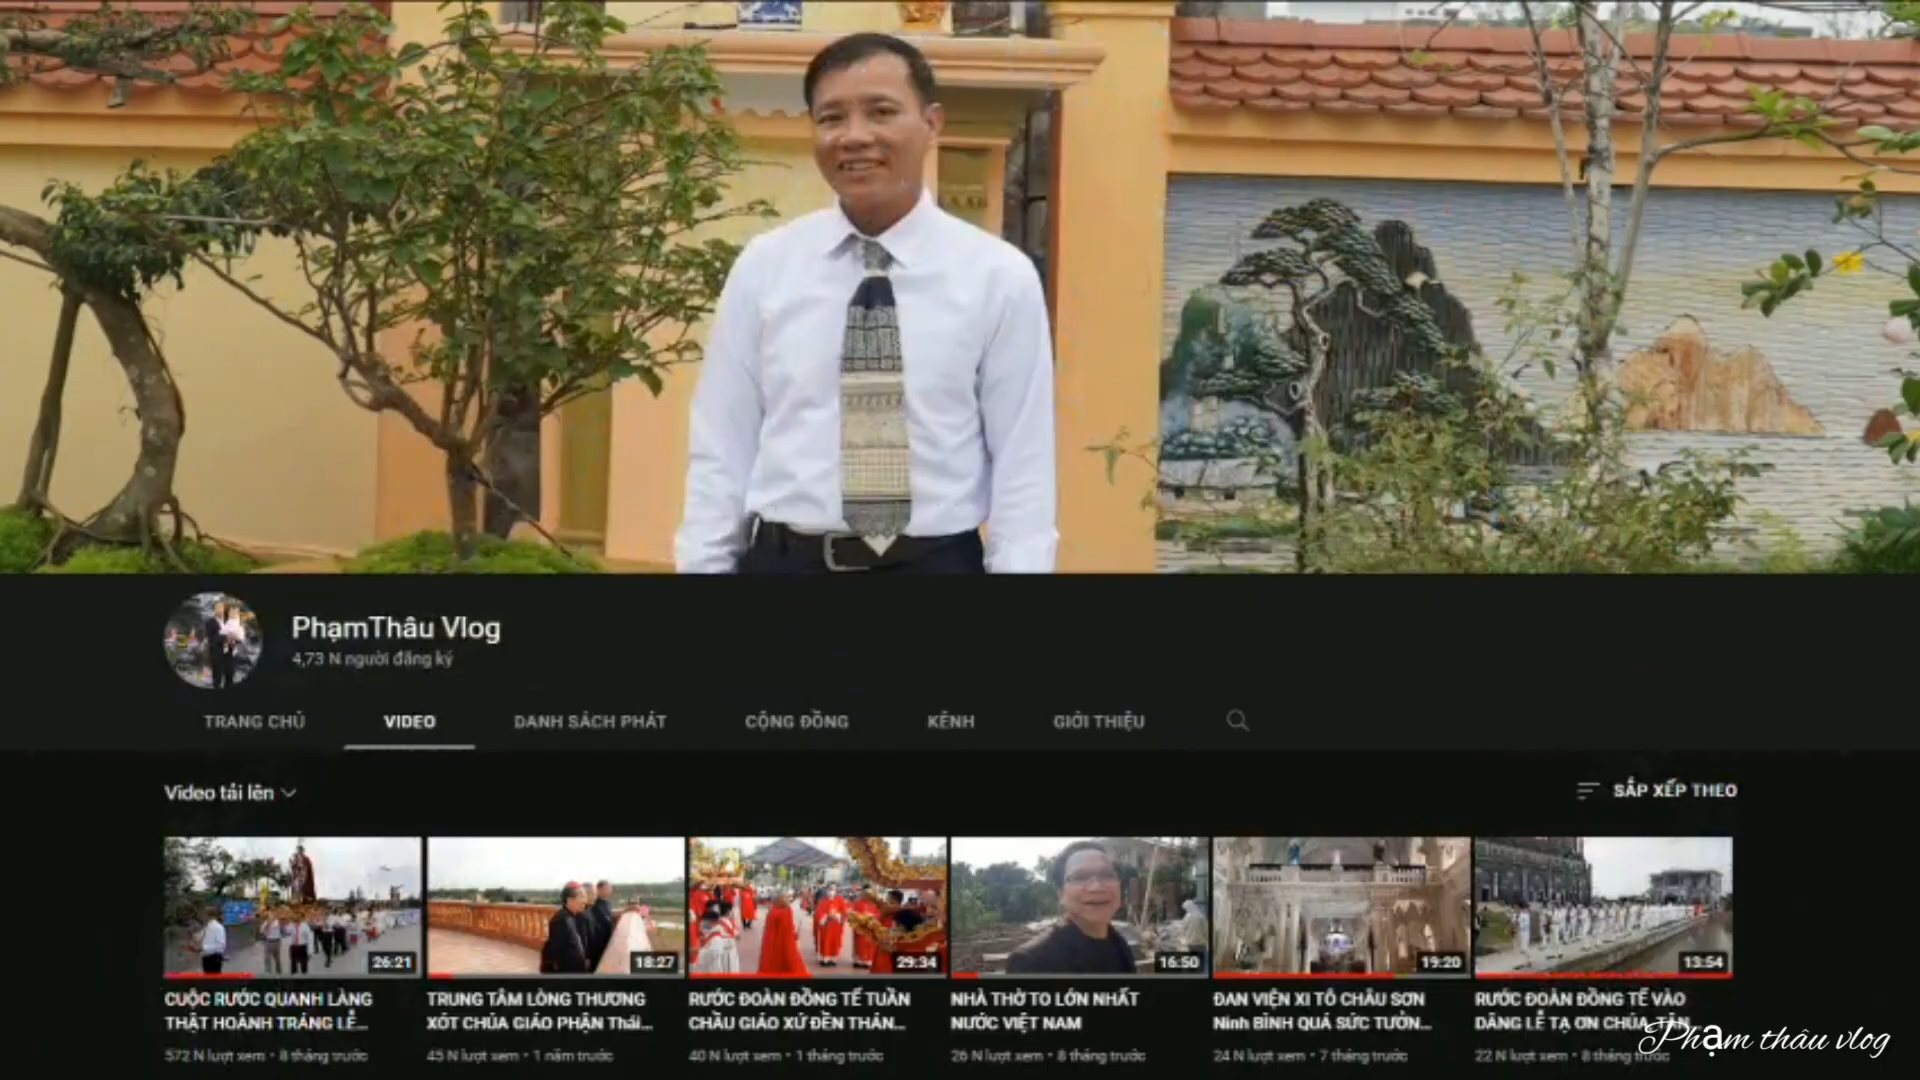 PhạmThâu Vlog
4,73 N người đăng ký
TRANG CHỦ VIDEO DANH SÁCH PHÁT CỘNG ĐỒNG KÊNH GIỚI THIỆU
Video tải lên SẮP XẾP THEO
26:21 18:27 29:34 16:50 19:20 13:54
CUỘC RƯỚC QUANH LÀNG
THẬT HOÀNH TRÁNG LỄ...
572 N lượt xem • 8 tháng trước
TRUNG TÂM LÒNG THƯƠNG
XÓT CHÚA GIÁO PHẬN Thái...
45 N lượt xem • 1 năm trước
RƯỚC ĐOÀN ĐỒNG TẾ TUẦN
CHẦU GIÁO XỨ ĐỀN THÁN...
40 N lượt xem • 1 tháng trước
NHÀ THỜ TO LỚN NHẤT
NƯỚC VIỆT NAM
26 N lượt xem • 8 tháng trước
ĐAN VIỆN XI TÔ CHÂU SƠN
Ninh BÌNH QUÁ SỨC TƯỞN...
24 N lượt xem • 7 tháng trước
RƯỚC ĐOÀN ĐỒNG TẾ VÀO
DÂNG LỄ TẠ ƠN CHÚA TÂN...
22 N lượt xem • 8 tháng trước
Phạm thâu vlog